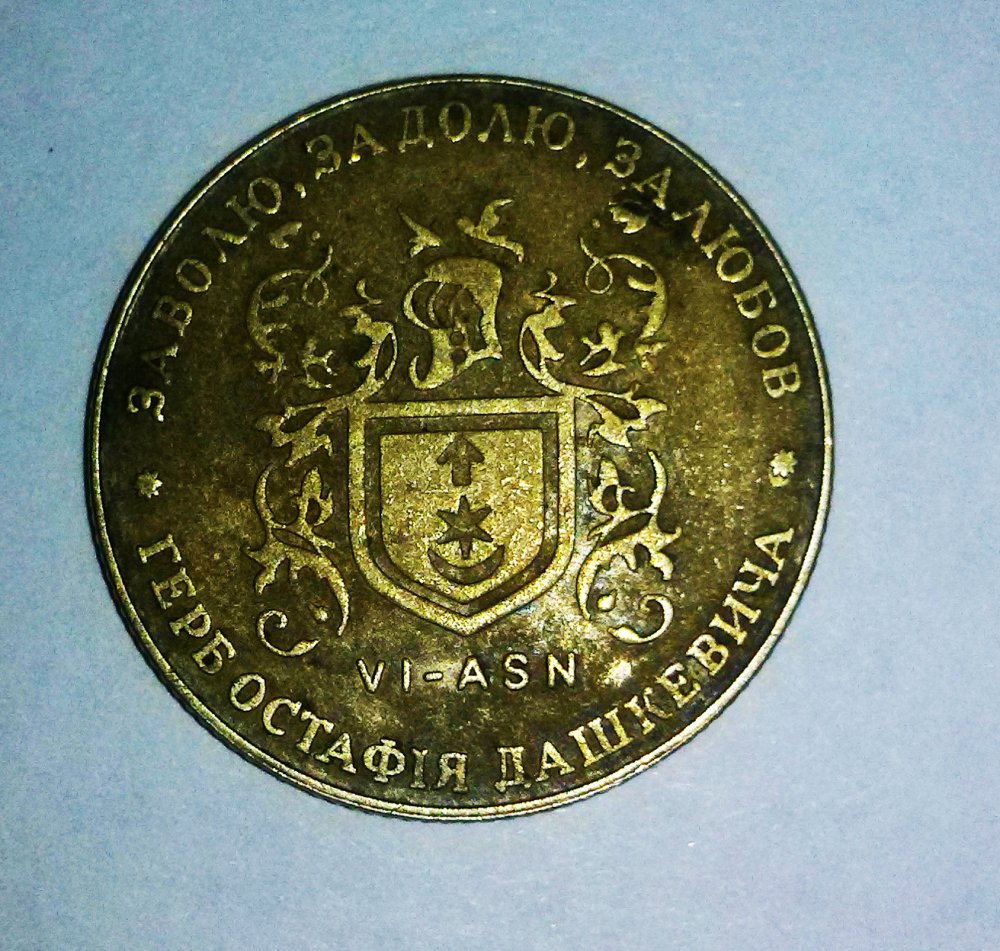 ЗА ВОЛЮ, ЗА ДОЛЮ, ЗА ЛЮБОВ
VI-ASN
* ГЕРБ ОСТАФІЯ ДАШКЕВИЧА *